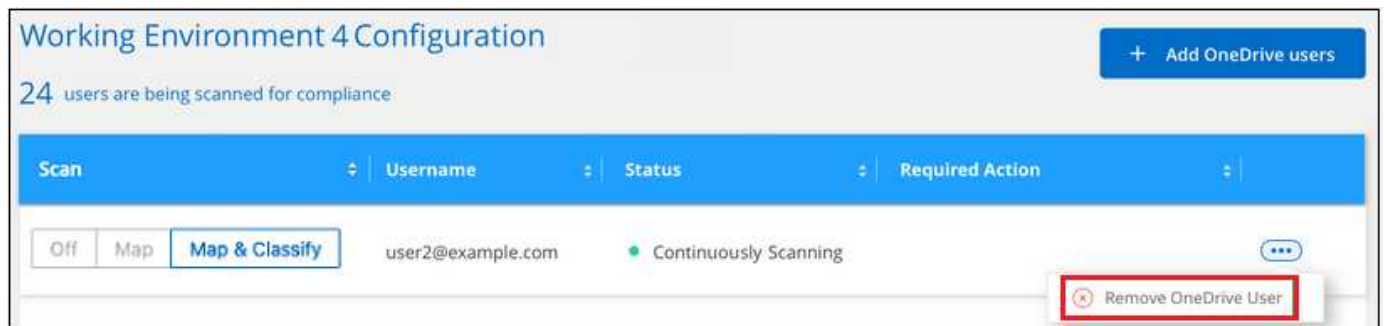 Working Environment 4 Configuration
+ Add OneDrive users
24 users are being scanned for compliance
Scan Username Status Required Action
Off Map Map & Classify user2@example.com Continuously Scanning
Remove OneDrive User